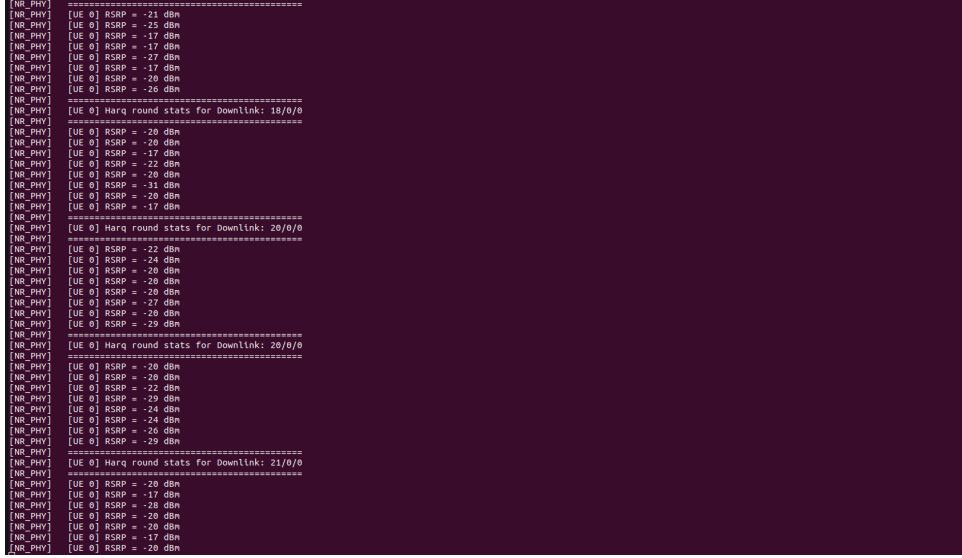 [NR_PHY] ============================================
[NR_PHY] [UE 0] RSRP = -21 dBm
[NR_PHY] [UE 0] RSRP = -25 dBm
[NR_PHY] [UE 0] RSRP = -17 dBm
[NR_PHY] [UE 0] RSRP = -17 dBm
[NR_PHY] [UE 0] RSRP = -27 dBm
[NR_PHY] [UE 0] RSRP = -17 dBm
[NR_PHY] [UE 0] RSRP = -20 dBm
[NR_PHY] [UE 0] RSRP = -26 dBm
[NR_PHY] ============================================
[NR_PHY] [UE 0] Harq round stats for Downlink: 18/0/0
[NR_PHY] ============================================
[NR_PHY] [UE 0] RSRP = -20 dBm
[NR_PHY] [UE 0] RSRP = -20 dBm
[NR_PHY] [UE 0] RSRP = -17 dBm
[NR_PHY] [UE 0] RSRP = -22 dBm
[NR_PHY] [UE 0] RSRP = -20 dBm
[NR_PHY] [UE 0] RSRP = -31 dBm
[NR_PHY] [UE 0] RSRP = -20 dBm
[NR_PHY] [UE 0] RSRP = -17 dBm
[NR_PHY] ============================================
[NR_PHY] [UE 0] Harq round stats for Downlink: 20/0/0
[NR_PHY] ============================================
[NR_PHY] [UE 0] RSRP = -22 dBm
[NR_PHY] [UE 0] RSRP = -24 dBm
[NR_PHY] [UE 0] RSRP = -20 dBm
[NR_PHY] [UE 0] RSRP = -20 dBm
[NR_PHY] [UE 0] RSRP = -20 dBm
[NR_PHY] [UE 0] RSRP = -27 dBm
[NR_PHY] [UE 0] RSRP = -20 dBm
[NR_PHY] [UE 0] RSRP = -29 dBm
[NR_PHY] ============================================
[NR_PHY] [UE 0] Harq round stats for Downlink: 20/0/0
[NR_PHY] ============================================
[NR_PHY] [UE 0] RSRP = -20 dBm
[NR_PHY] [UE 0] RSRP = -20 dBm
[NR_PHY] [UE 0] RSRP = -22 dBm
[NR_PHY] [UE 0] RSRP = -29 dBm
[NR_PHY] [UE 0] RSRP = -24 dBm
[NR_PHY] [UE 0] RSRP = -24 dBm
[NR_PHY] [UE 0] RSRP = -26 dBm
[NR_PHY] [UE 0] RSRP = -29 dBm
[NR_PHY] ============================================
[NR_PHY] [UE 0] Harq round stats for Downlink: 21/0/0
[NR_PHY] ============================================
[NR_PHY] [UE 0] RSRP = -20 dBm
[NR_PHY] [UE 0] RSRP = -17 dBm
[NR_PHY] [UE 0] RSRP = -28 dBm
[NR_PHY] [UE 0] RSRP = -20 dBm
[NR_PHY] [UE 0] RSRP = -20 dBm
[NR_PHY] [UE 0] RSRP = -17 dBm
[NR_PHY] [UE 0] RSRP = -20 dBm